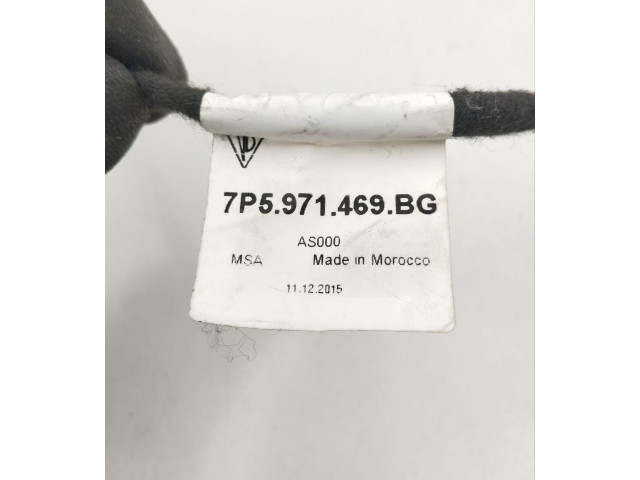 7P5.971.469.BG
AS000
MSA Made in Morocco
11.12.2015